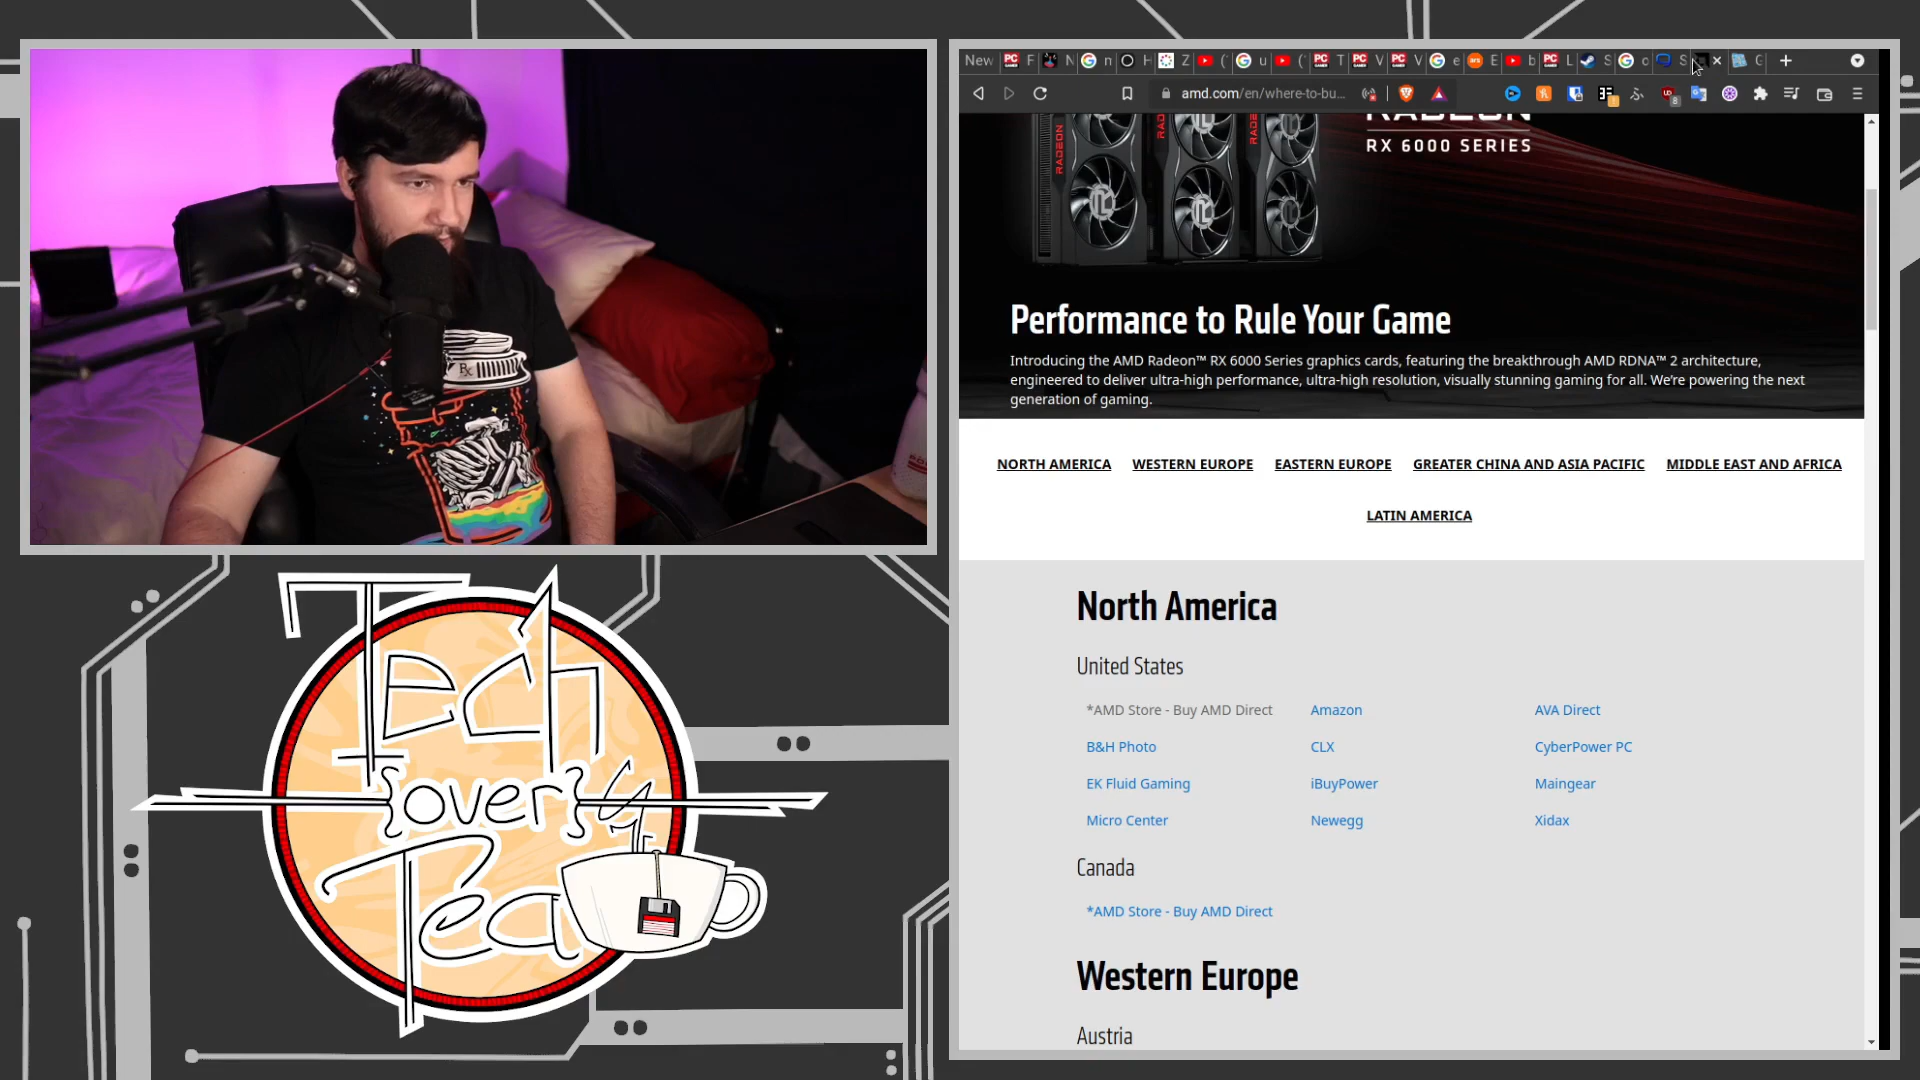 New
F
N
n
H
Z
(
u
(
T
V
V
e
E
b
L
S
c
S
G
amd.com/en/where-to-bu...
8
RADEON
RADEON
RX 6000 SERIES
Performance to Rule Your Game
Introducing the AMD Radeon™ RX 6000 Series graphics cards, featuring the breakthrough AMD RDNA™ 2 architecture,
engineered to deliver ultra-high performance, ultra-high resolution, visually stunning gaming for all. We're powering the next
generation of gaming.
NORTH AMERICA WESTERN EUROPE EASTERN EUROPE GREATER CHINA AND ASIA PACIFIC MIDDLE EAST AND AFRICA
LATIN AMERICA
North America
United States
*AMD Store - Buy AMD Direct Amazon AVA Direct
B&H Photo CLX CyberPower PC
EK Fluid Gaming iBuyPower Maingear
Micro Center Newegg Xidax
Canada
*AMD Store - Buy AMD Direct
Western Europe
Austria
Rx
Tech
{over}
Tea